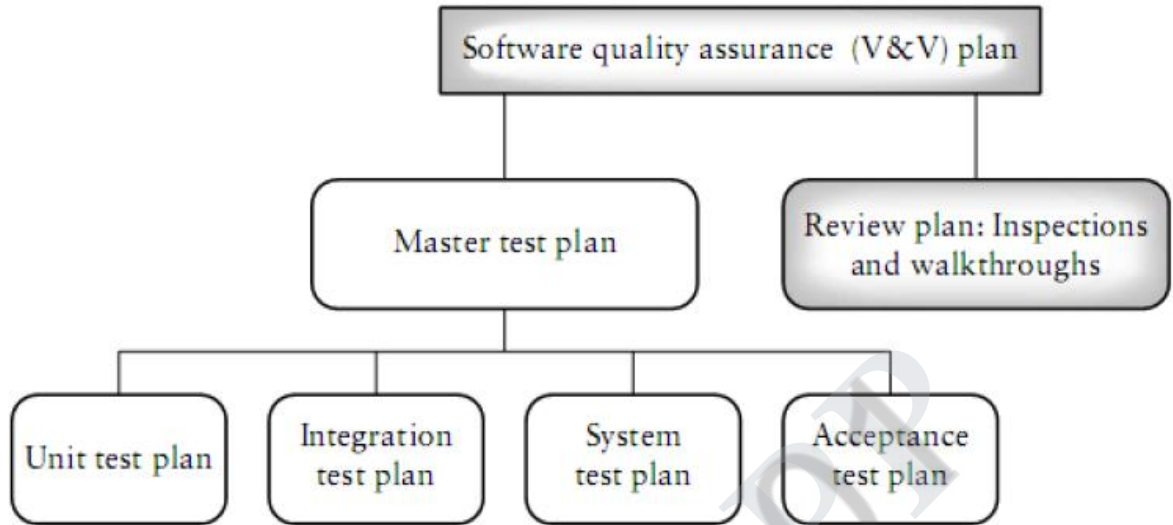 Software quality assurance (V&V) plan
Master test plan
Review plan: Inspections
and walkthroughs
Unit test plan
Integration
test plan
System
test plan
Acceptance
test plan